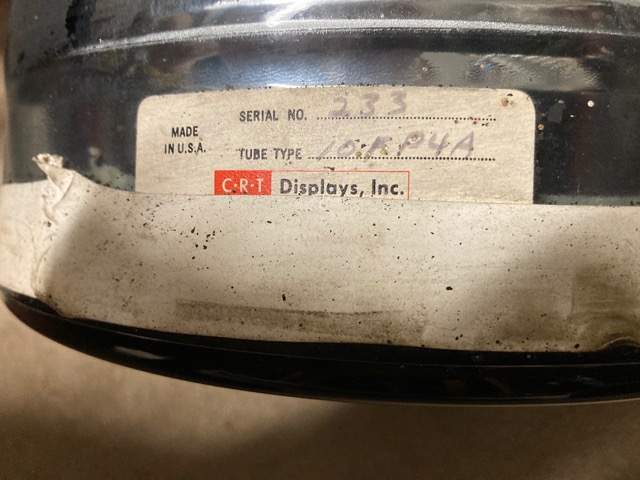 MADE
IN U.S.A.
SERIAL NO. 233
TUBE TYPE 10KP4A
C·R·T Displays, Inc.